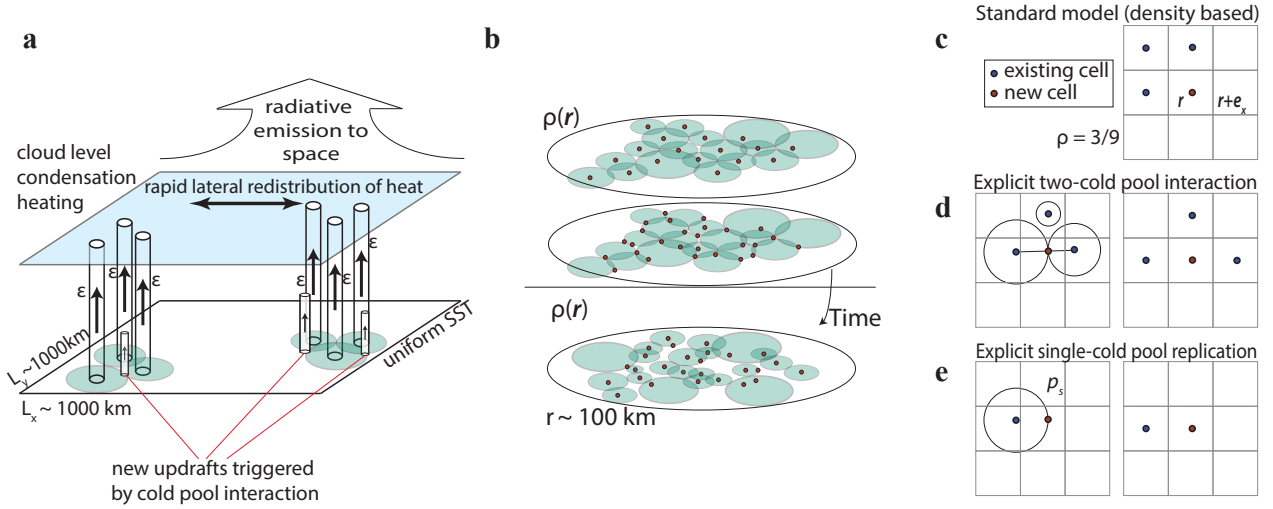 a
radiative
emission to
space
cloud level
condensation
heating
rapid lateral redistribution of heat
ε
ε
ε
ε
ε
ε
L_y~1000km
uniform SST
L_x ~ 1000 km
new updrafts triggered
by cold pool interaction
b
ρ(r)
ρ(r)
Time
r ~ 100 km
c
Standard model (density based)
existing cell
new cell
r
r+e_x
ρ = 3/9
d
Explicit two-cold pool interaction
e
Explicit single-cold pool replication
p_s